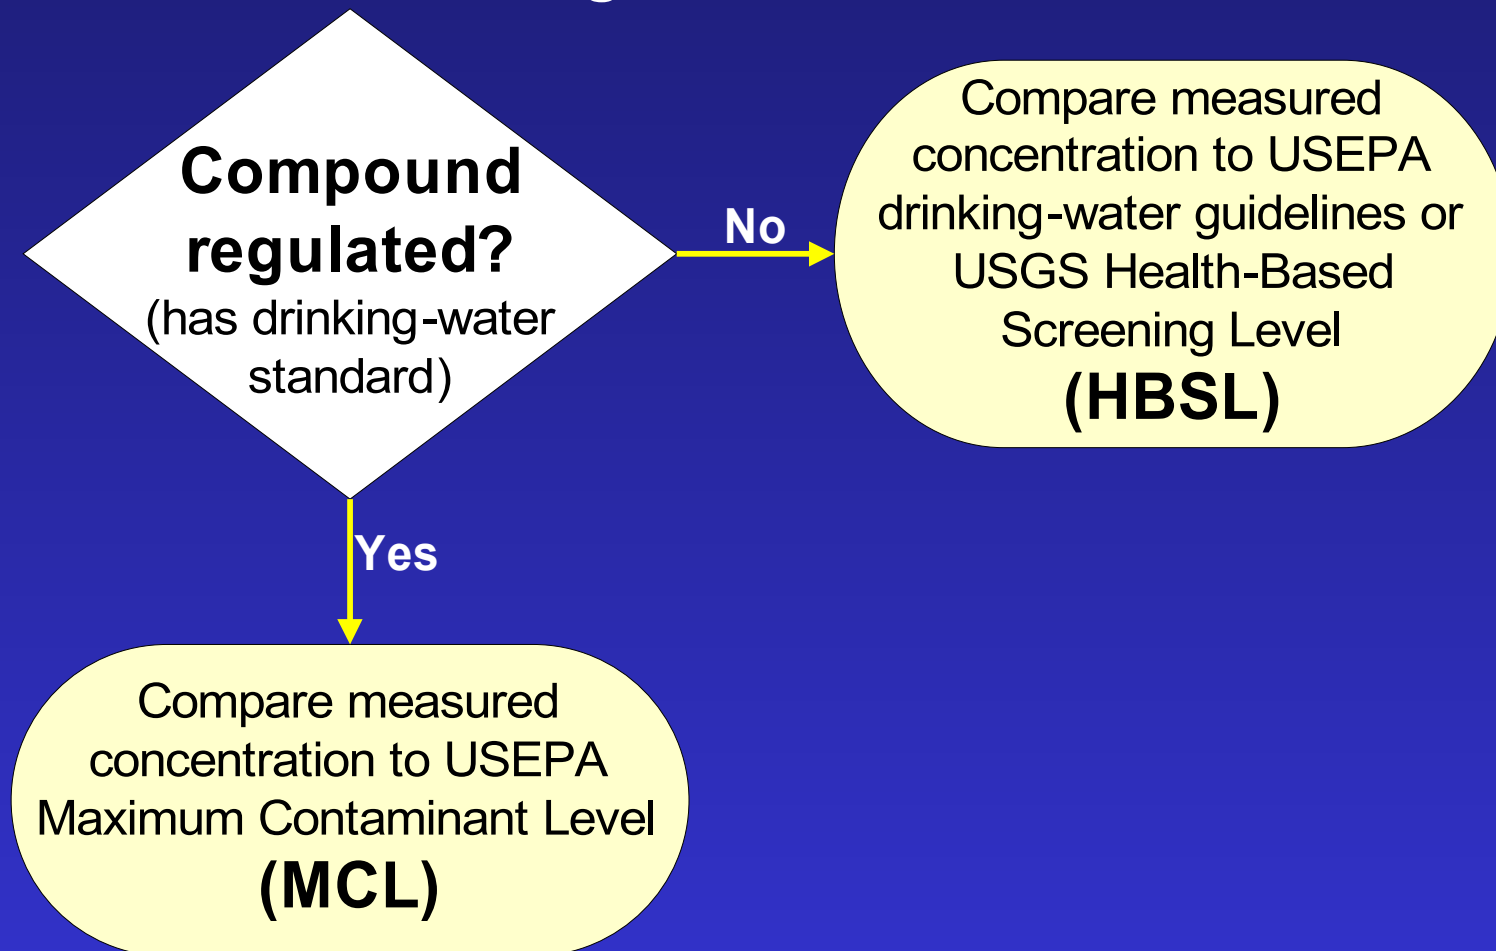 Compound
regulated?
(has drinking-water
standard)
No
Compare measured
concentration to USEPA
drinking-water guidelines or
USGS Health-Based
Screening Level
(HBSL)
Yes
Compare measured
concentration to USEPA
Maximum Contaminant Level
(MCL)